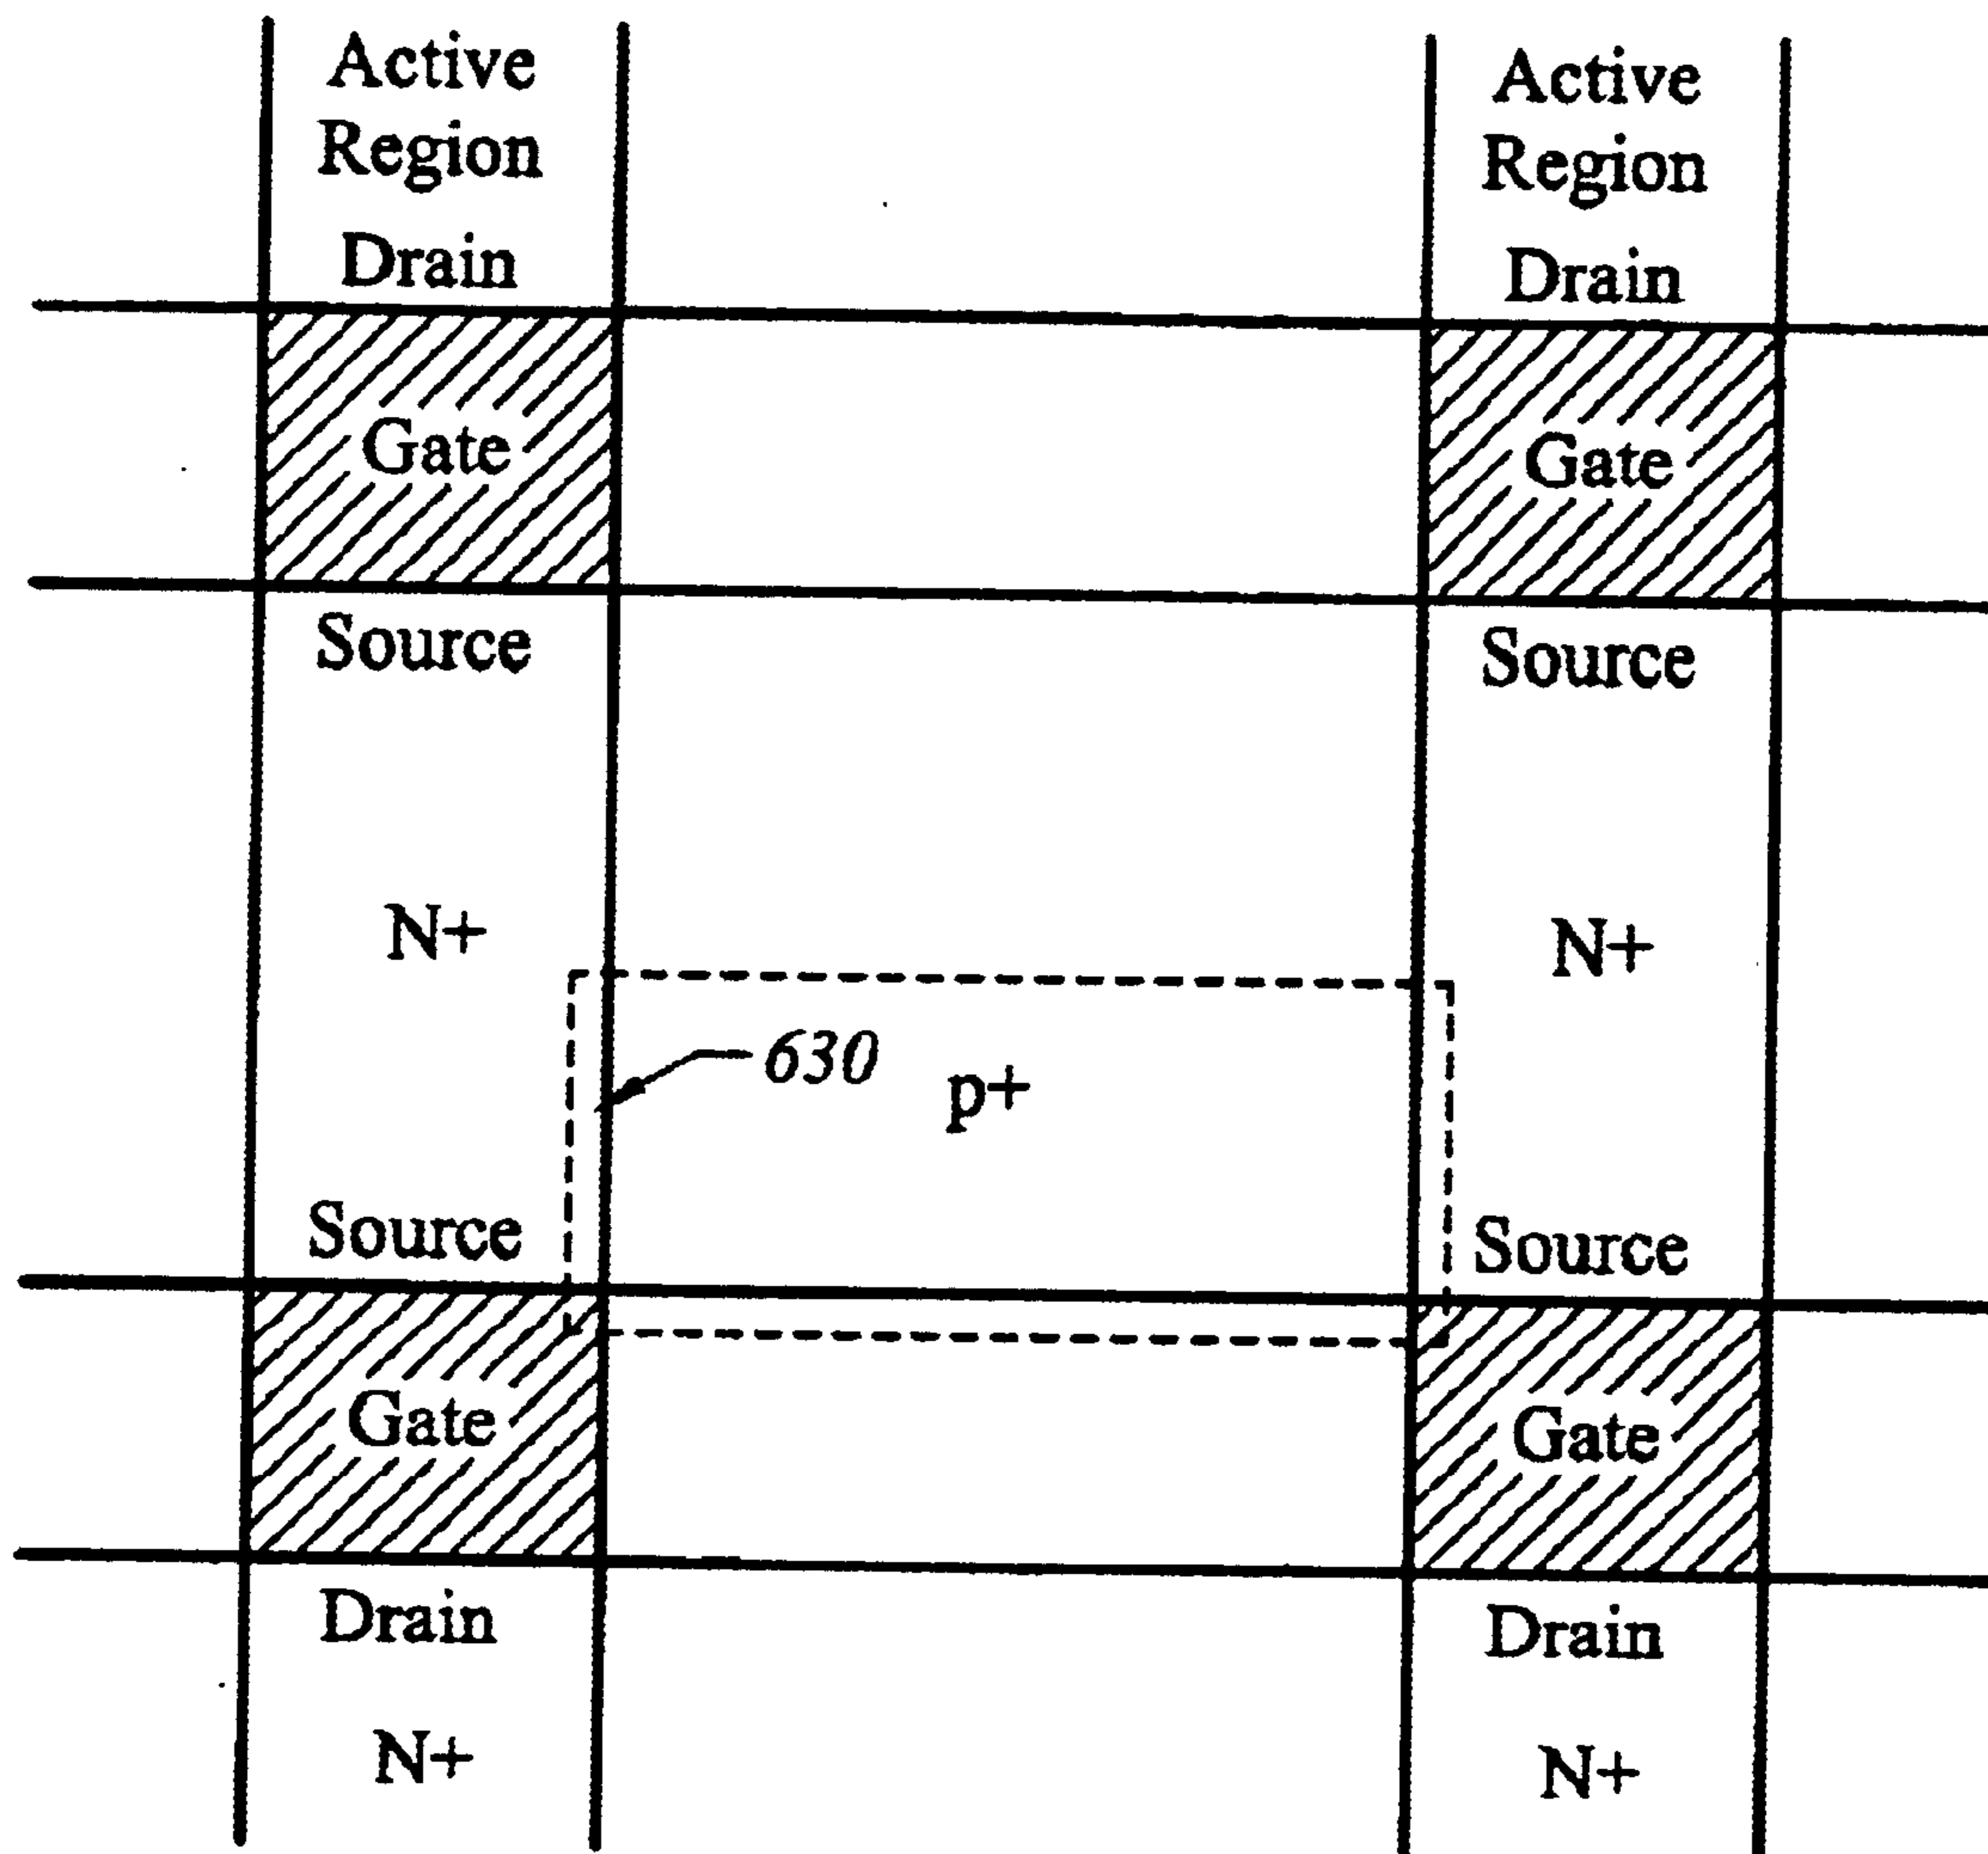 Active
Region
Drain
Active
Region
Drain
Gate
Gate
Source
Source
N+
N+
630
p+
Source
Source
Gate
Gate
Drain
Drain
N+
N+